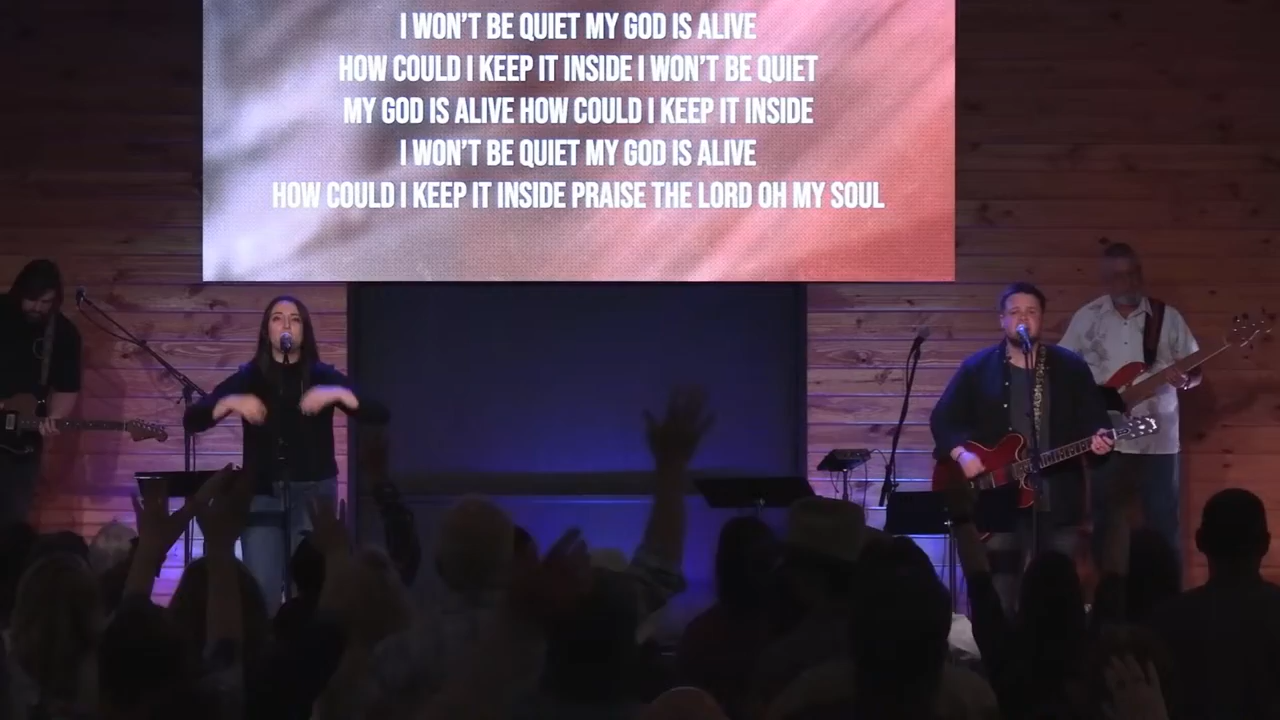 I WON'T BE QUIET MY GOD IS ALIVE
HOW COULD I KEEP IT INSIDE I WON'T BE QUIET
MY GOD IS ALIVE HOW COULD I KEEP IT INSIDE
I WON'T BE QUIET MY GOD IS ALIVE
HOW COULD I KEEP IT INSIDE PRAISE THE LORD OH MY SOUL